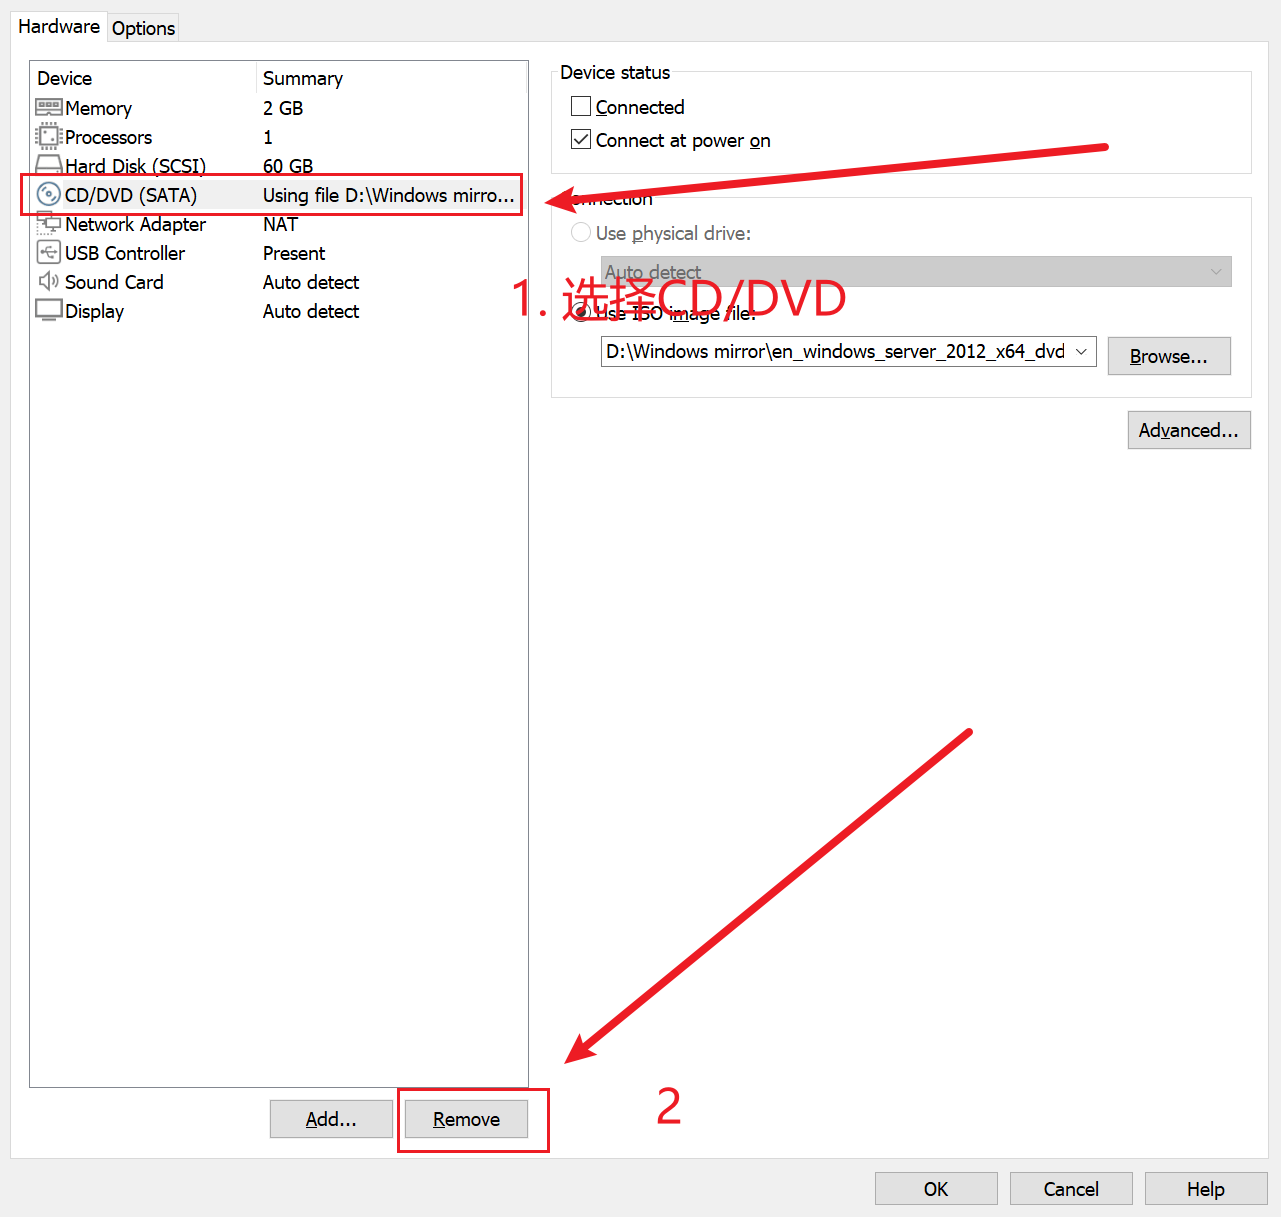 Hardware Options
Device Summary
Memory 2 GB
Processors 1
Hard Disk (SCSI) 60 GB
CD/DVD (SATA) Using file D:\Windows mirro...
Network Adapter NAT
USB Controller Present
Sound Card Auto detect
Display Auto detect
Device status
Connected
Connect at power on
onnection
Use physical drive:
Auto detect
1. 选择CD/DVD
Use ISO image file:
D:\Windows mirror\en_windows_server_2012_x64_dvd
Browse...
Advanced...
Add... Remove
2
OK Cancel Help